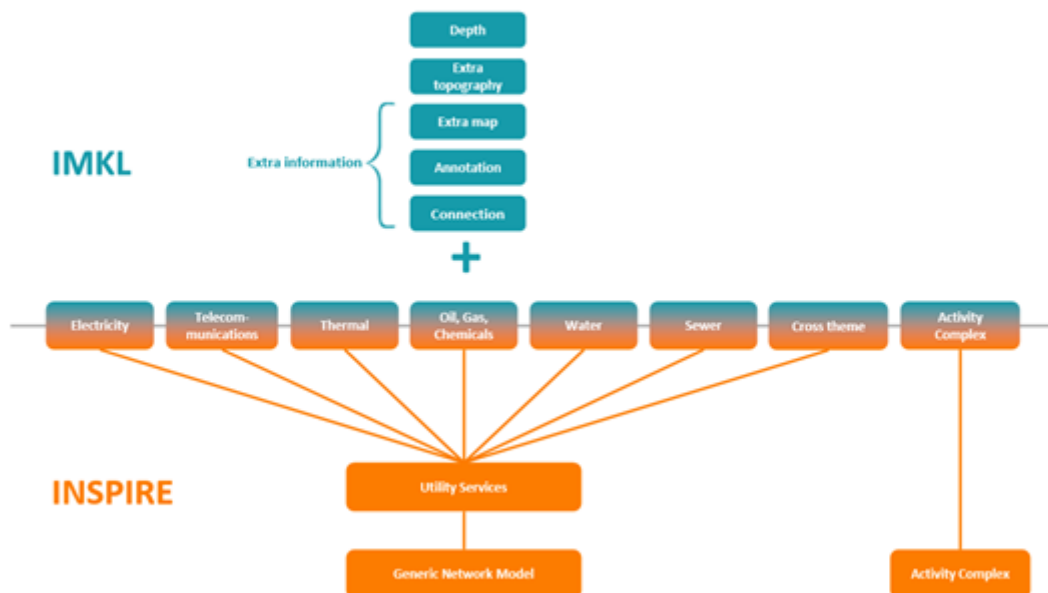 Depth
Extra
topography
Extra map
IMKL
Extra information
Annotation
Connection
+
Electricity
Telecom-
munications
Thermal
Oil, Gas,
Chemicals
Water
Sewer
Cross theme
Activity
Complex
Utility Services
INSPIRE
Generic Network Model
Activity Complex